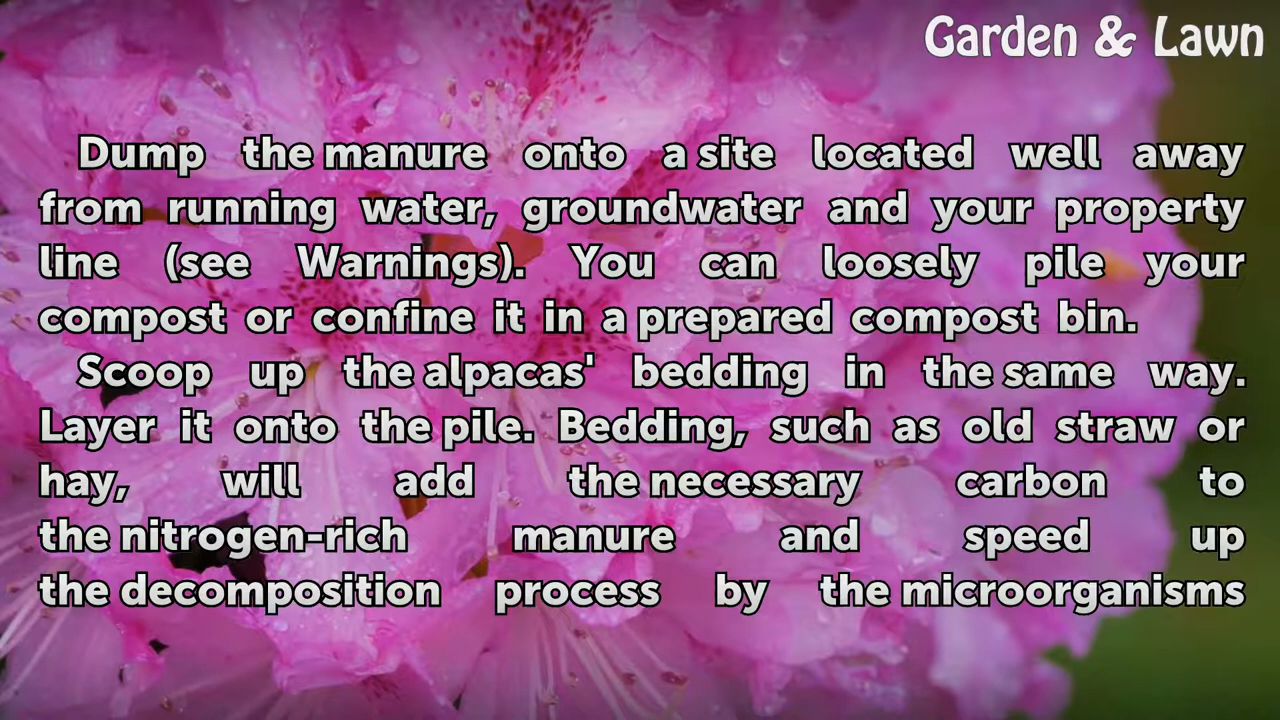 Garden & Lawn
Dump the manure onto a site located well away
from running water, groundwater and your property
line (see Warnings). You can loosely pile your
compost or confine it in a prepared compost bin.
Scoop up the alpacas' bedding in the same way.
Layer it onto the pile. Bedding, such as old straw or
hay, will add the necessary carbon to
the nitrogen-rich manure and speed up
the decomposition process by the microorganisms